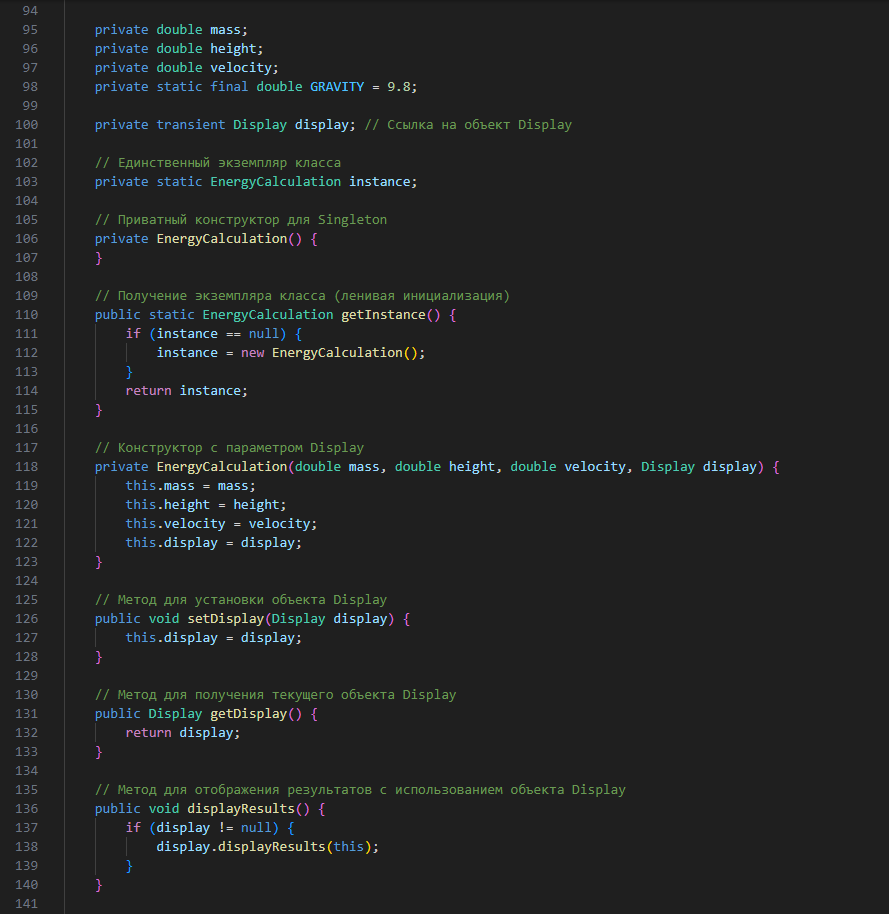 94
95 private double mass;
96 private double height;
97 private double velocity;
98 private static final double GRAVITY = 9.8;
99
100 private transient Display display; // Ссылка на объект Display
101
102 // Единственный экземпляр класса
103 private static EnergyCalculation instance;
104
105 // Приватный конструктор для Singleton
106 private EnergyCalculation() {
107 }
108
109 // Получение экземпляра класса (ленивая инициализация)
110 public static EnergyCalculation getInstance() {
111 if (instance == null) {
112 instance = new EnergyCalculation();
113 }
114 return instance;
115 }
116
117 // Конструктор с параметром Display
118 private EnergyCalculation(double mass, double height, double velocity, Display display) {
119 this.mass = mass;
120 this.height = height;
121 this.velocity = velocity;
122 this.display = display;
123 }
124
125 // Метод для установки объекта Display
126 public void setDisplay(Display display) {
127 this.display = display;
128 }
129
130 // Метод для получения текущего объекта Display
131 public Display getDisplay() {
132 return display;
133 }
134
135 // Метод для отображения результатов с использованием объекта Display
136 public void displayResults() {
137 if (display != null) {
138 display.displayResults(this);
139 }
140 }
141